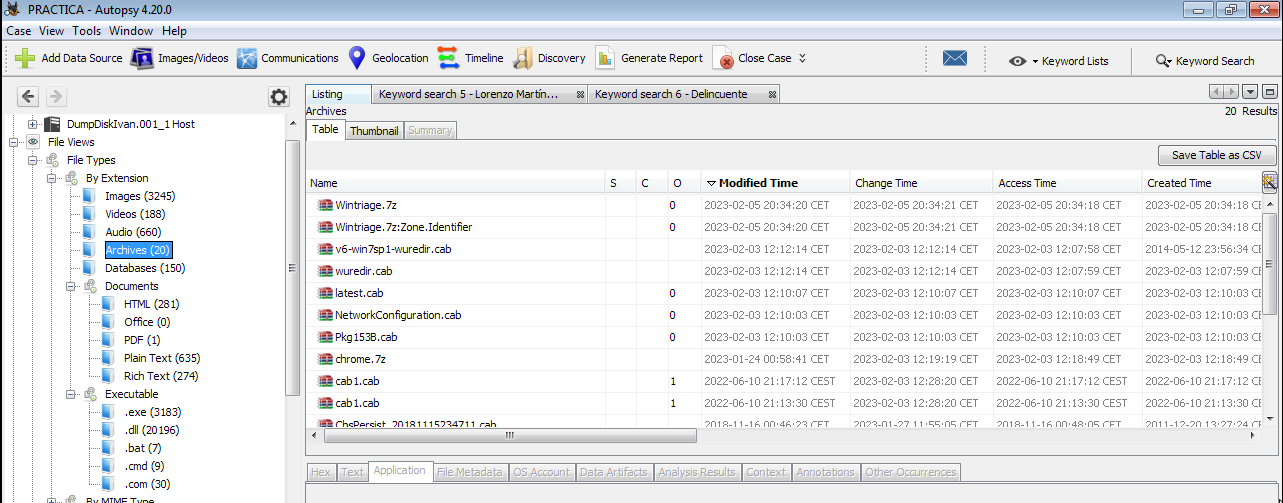 PRACTICA - Autopsy 4.20.0
Case View Tools Window Help
Add Data Source Images/Videos Communications Geolocation Timeline Discovery Generate Report Close Case Keyword Lists Keyword Search
Listing Keyword search 5 - Lorenzo Martín... Keyword search 6 - Delincuente
Archives 20 Results
Table Thumbnail Summary
Save Table as CSV
DumpDiskIvan.001_1 Host
File Views
File Types
By Extension
Images (3245)
Videos (188)
Audio (660)
Archives (20)
Databases (150)
Documents
HTML (281)
Office (0)
PDF (1)
Plain Text (635)
Rich Text (274)
Executable
.exe (3183)
.dll (20196)
.bat (7)
.cmd (9)
.com (30)
By MIME Type
Name S C O Modified Time Change Time Access Time Created Time
Wintriage.7z 0 2023-02-05 20:34:20 CET 2023-02-05 20:34:21 CET 2023-02-05 20:34:18 CET 2023-02-05 20:34:18 CE
Wintriage.7z:Zone.Identifier 0 2023-02-05 20:34:20 CET 2023-02-05 20:34:21 CET 2023-02-05 20:34:18 CET 2023-02-05 20:34:18 CE
v6-win7sp1-wuredir.cab 2023-02-03 12:12:14 CET 2023-02-03 12:12:14 CET 2023-02-03 12:07:58 CET 2014-05-12 23:56:34 CE
wuredir.cab 2023-02-03 12:12:14 CET 2023-02-03 12:12:14 CET 2023-02-03 12:07:59 CET 2023-02-03 12:07:59 CE
latest.cab 0 2023-02-03 12:10:07 CET 2023-02-03 12:10:07 CET 2023-02-03 12:10:07 CET 2023-02-03 12:10:07 CE
NetworkConfiguration.cab 0 2023-02-03 12:10:03 CET 2023-02-03 12:10:03 CET 2023-02-03 12:10:03 CET 2023-02-03 12:10:03 CE
Pkg153B.cab 0 2023-02-03 12:10:03 CET 2023-02-03 12:10:03 CET 2023-02-03 12:10:03 CET 2023-02-03 12:10:03 CE
chrome.7z 2023-01-24 00:58:41 CET 2023-02-03 12:19:19 CET 2023-02-03 12:18:49 CET 2023-02-03 12:18:49 CE
cab1.cab 1 2022-06-10 21:17:12 CEST 2023-02-03 12:28:20 CET 2022-06-10 21:17:12 CEST 2022-06-10 21:17:12 CE
cab1.cab 1 2022-06-10 21:13:30 CEST 2023-02-03 12:28:20 CET 2022-06-10 21:13:30 CEST 2022-06-10 21:13:30 CE
CbsPersist_20181115234711.cab 2018-11-16 00:46:23 CET 2023-01-27 11:55:05 CET 2018-11-16 00:48:05 CET 2011-12-20 13:27:24 C
Hex Text Application File Metadata OS Account Data Artifacts Analysis Results Context Annotations Other Occurrences